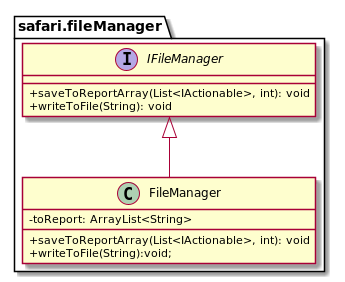 safari.fileManager
I IFileManager
+saveToReportArray(List<IActionable>, int): void
+writeToFile(String): void
C FileManager
-toReport: ArrayList<String>
+saveToReportArray(List<IActionable>, int): void
+writeToFile(String):void;